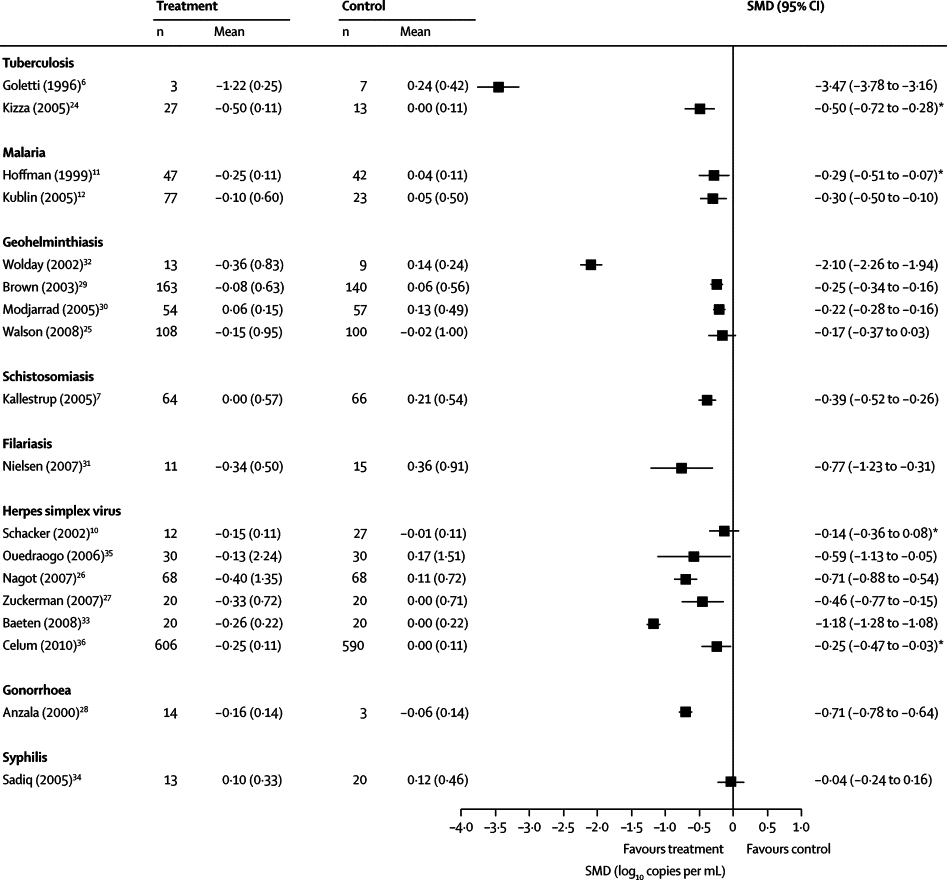 Treatment Control SMD (95% CI)
n Mean n Mean
Tuberculosis
Goletti (1996)⁶ 3 −1·22 (0·25) 7 0·24 (0·42) −3·47 (−3·78 to −3·16)
Kizza (2005)²⁴ 27 −0·50 (0·11) 13 0·00 (0·11) −0·50 (−0·72 to −0·28)*
Malaria
Hoffman (1999)¹¹ 47 −0·25 (0·11) 42 0·04 (0·11) −0·29 (−0·51 to −0·07)*
Kublin (2005)¹² 77 −0·10 (0·60) 23 0·05 (0·50) −0·30 (−0·50 to −0·10)
Geohelminthiasis
Wolday (2002)³² 13 −0·36 (0·83) 9 0·14 (0·24) −2·10 (−2·26 to −1·94)
Brown (2003)²⁹ 163 −0·08 (0·63) 140 0·06 (0·56) −0·25 (−0·34 to −0·16)
Modjarrad (2005)³⁰ 54 0·06 (0·15) 57 0·13 (0·49) −0·22 (−0·28 to −0·16)
Walson (2008)²⁵ 108 −0·15 (0·95) 100 −0·02 (1·00) −0·17 (−0·37 to 0·03)
Schistosomiasis
Kallestrup (2005)⁷ 64 0·00 (0·57) 66 0·21 (0·54) −0·39 (−0·52 to −0·26)
Filariasis
Nielsen (2007)³¹ 11 −0·34 (0·50) 15 0·36 (0·91) −0·77 (−1·23 to −0·31)
Herpes simplex virus
Schacker (2002)¹⁰ 12 −0·15 (0·11) 27 −0·01 (0·11) −0·14 (−0·36 to 0·08)*
Ouedraogo (2006)³⁵ 30 −0·13 (2·24) 30 0·17 (1·51) −0·59 (−1·13 to −0·05)
Nagot (2007)²⁶ 68 −0·40 (1·35) 68 0·11 (0·72) −0·71 (−0·88 to −0·54)
Zuckerman (2007)²⁷ 20 −0·33 (0·72) 20 0·00 (0·71) −0·46 (−0·77 to −0·15)
Baeten (2008)³³ 20 −0·26 (0·22) 20 0·00 (0·22) −1·18 (−1·28 to −1·08)
Celum (2010)³⁶ 606 −0·25 (0·11) 590 0·00 (0·11) −0·25 (−0·47 to −0·03)*
Gonorrhoea
Anzala (2000)²⁸ 14 −0·16 (0·14) 3 −0·06 (0·14) −0·71 (−0·78 to −0·64)
Syphilis
Sadiq (2005)³⁴ 13 0·10 (0·33) 20 0·12 (0·46) −0·04 (−0·24 to 0·16)
−4·0 −3·5 −3·0 −2·5 −2·0 −1·5 −1·0 −0·5 0 0·5 1·0
Favours treatment Favours control
SMD (log₁₀ copies per mL)